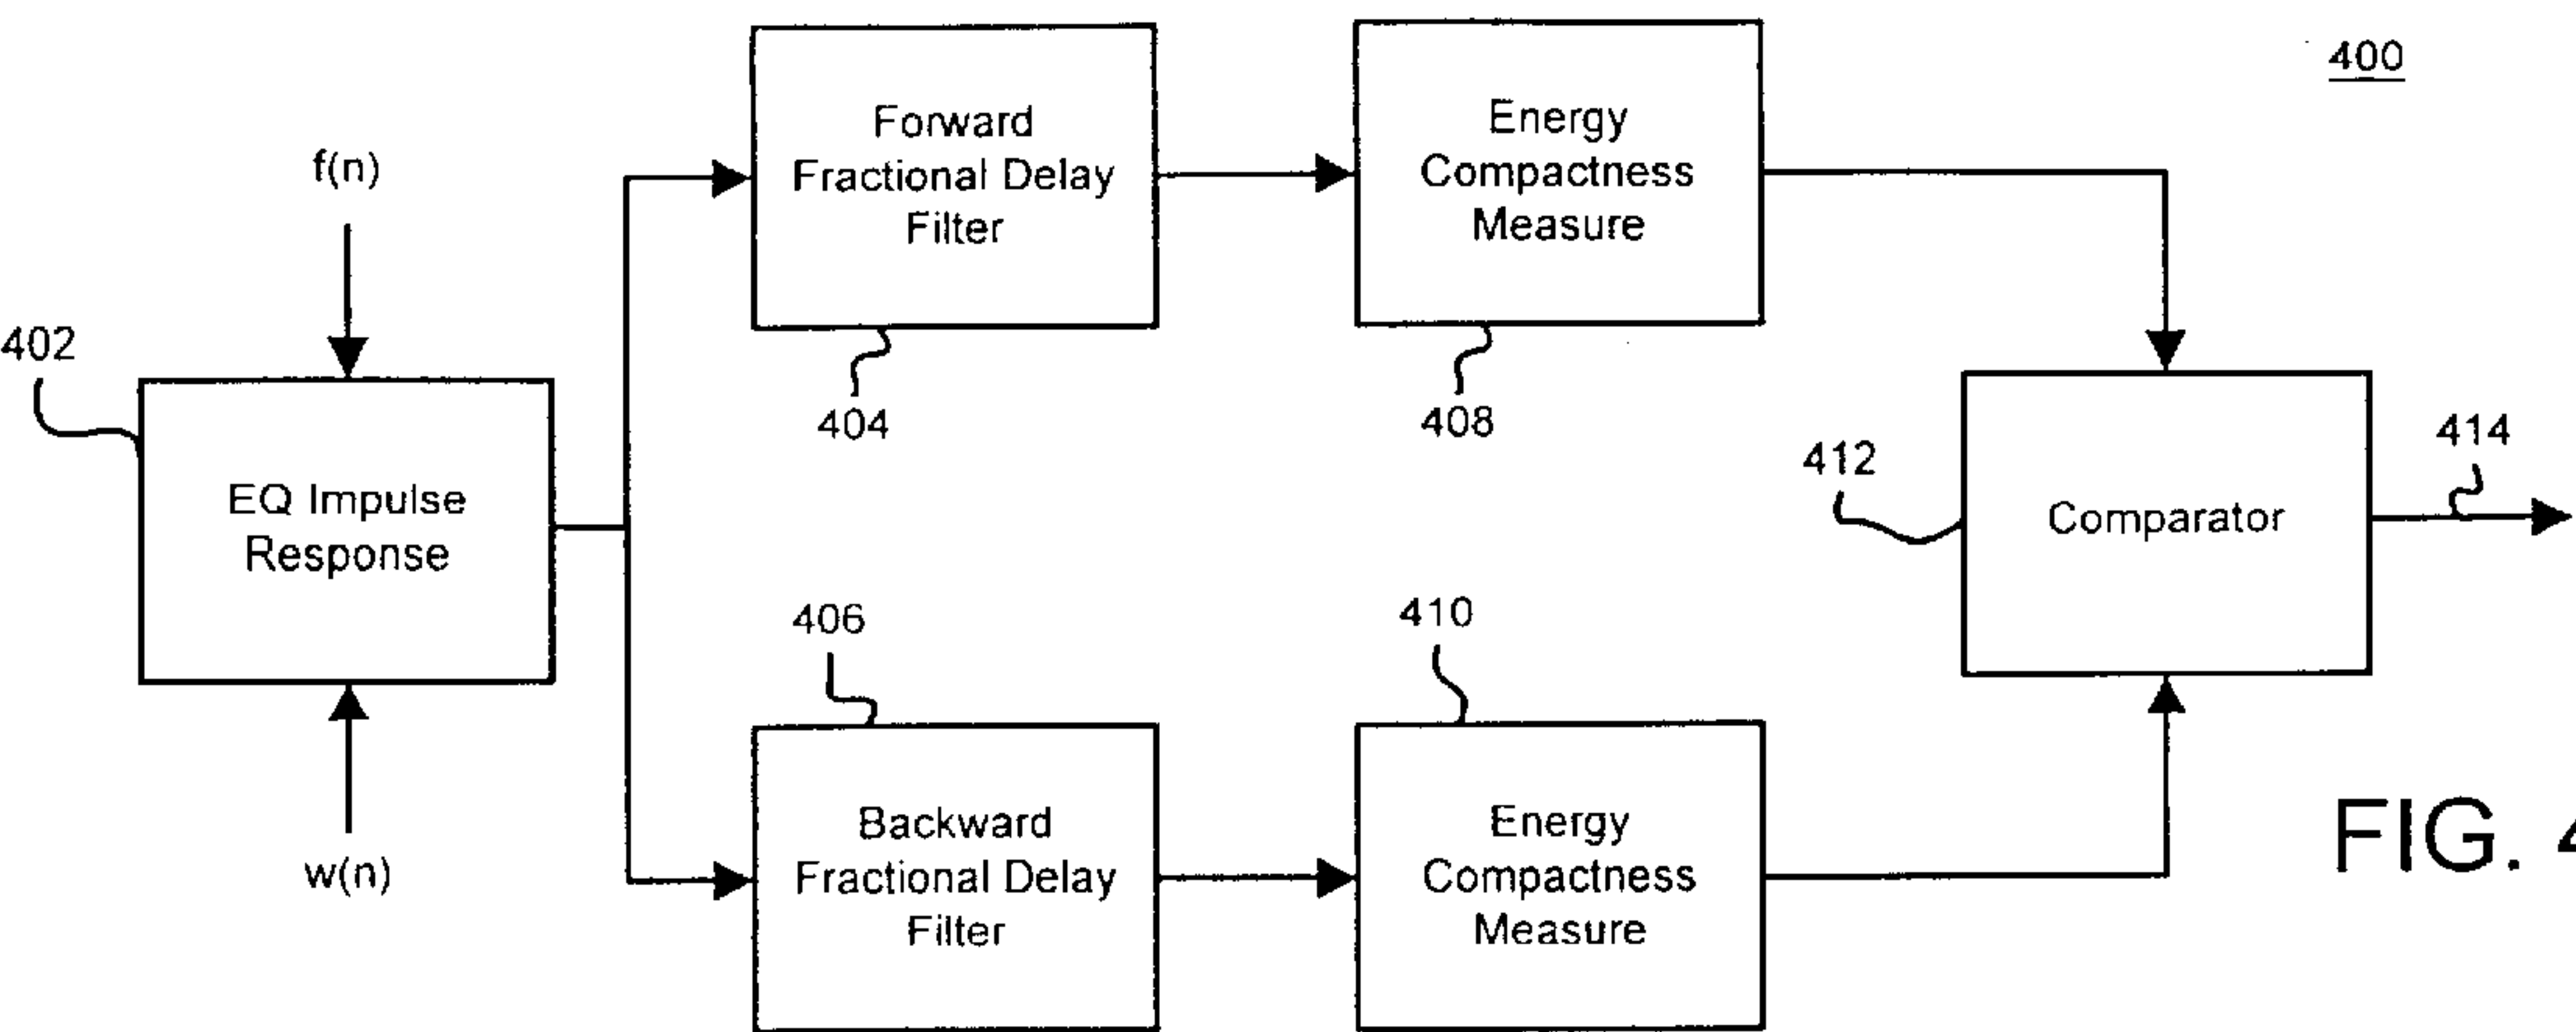 400
f(n)
Forward
Fractional Delay
Filter
Energy
Compactness
Measure
402
404
408
EQ Impulse
Response
412
Comparator
414
406
410
w(n)
Backward
Fractional Delay
Filter
Energy
Compactness
Measure
FIG. 4